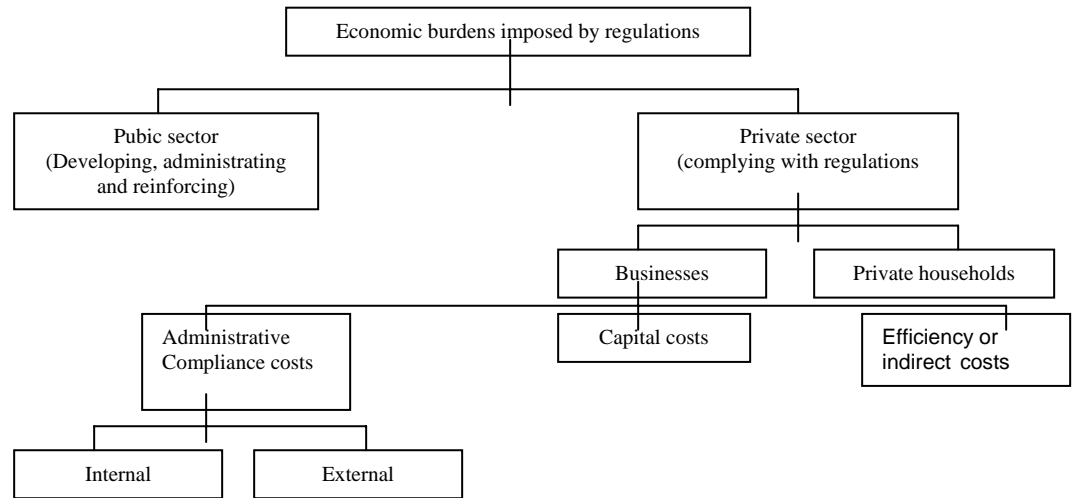 Economic burdens imposed by regulations
Pubic sector
(Developing, administrating
and reinforcing)
Private sector
(complying with regulations
Businesses
Private households
Administrative
Compliance costs
Capital costs
Efficiency or
indirect costs
Internal
External